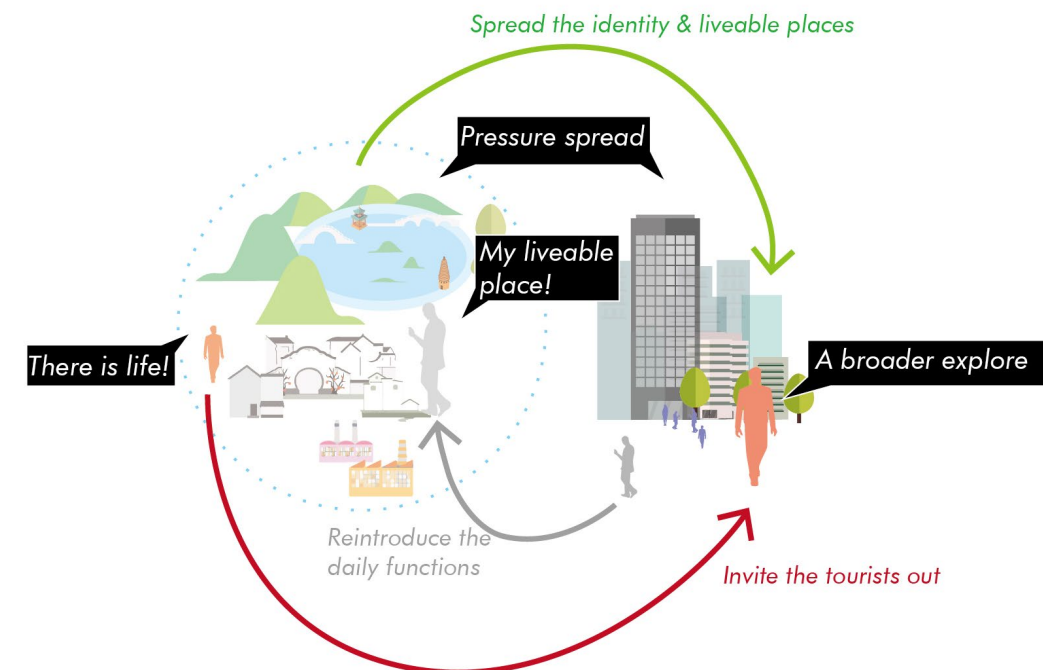 Spread the identity & liveable places
Pressure spread
My liveable
place!
There is life!
A broader explore
Reintroduce the
daily functions
Invite the tourists out